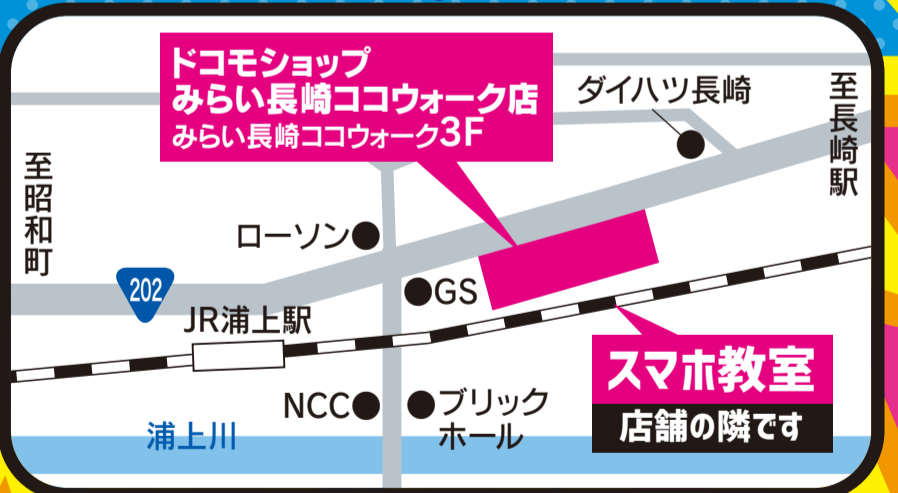 ドコモショップ
みらい長崎ココウォーク店
みらい長崎ココウォーク3F
ダイハツ長崎
至長崎駅
至昭和町
ローソン
202
GS
JR浦上駅
スマホ教室
店舗の隣です
NCC
ブリック
ホール
浦上川